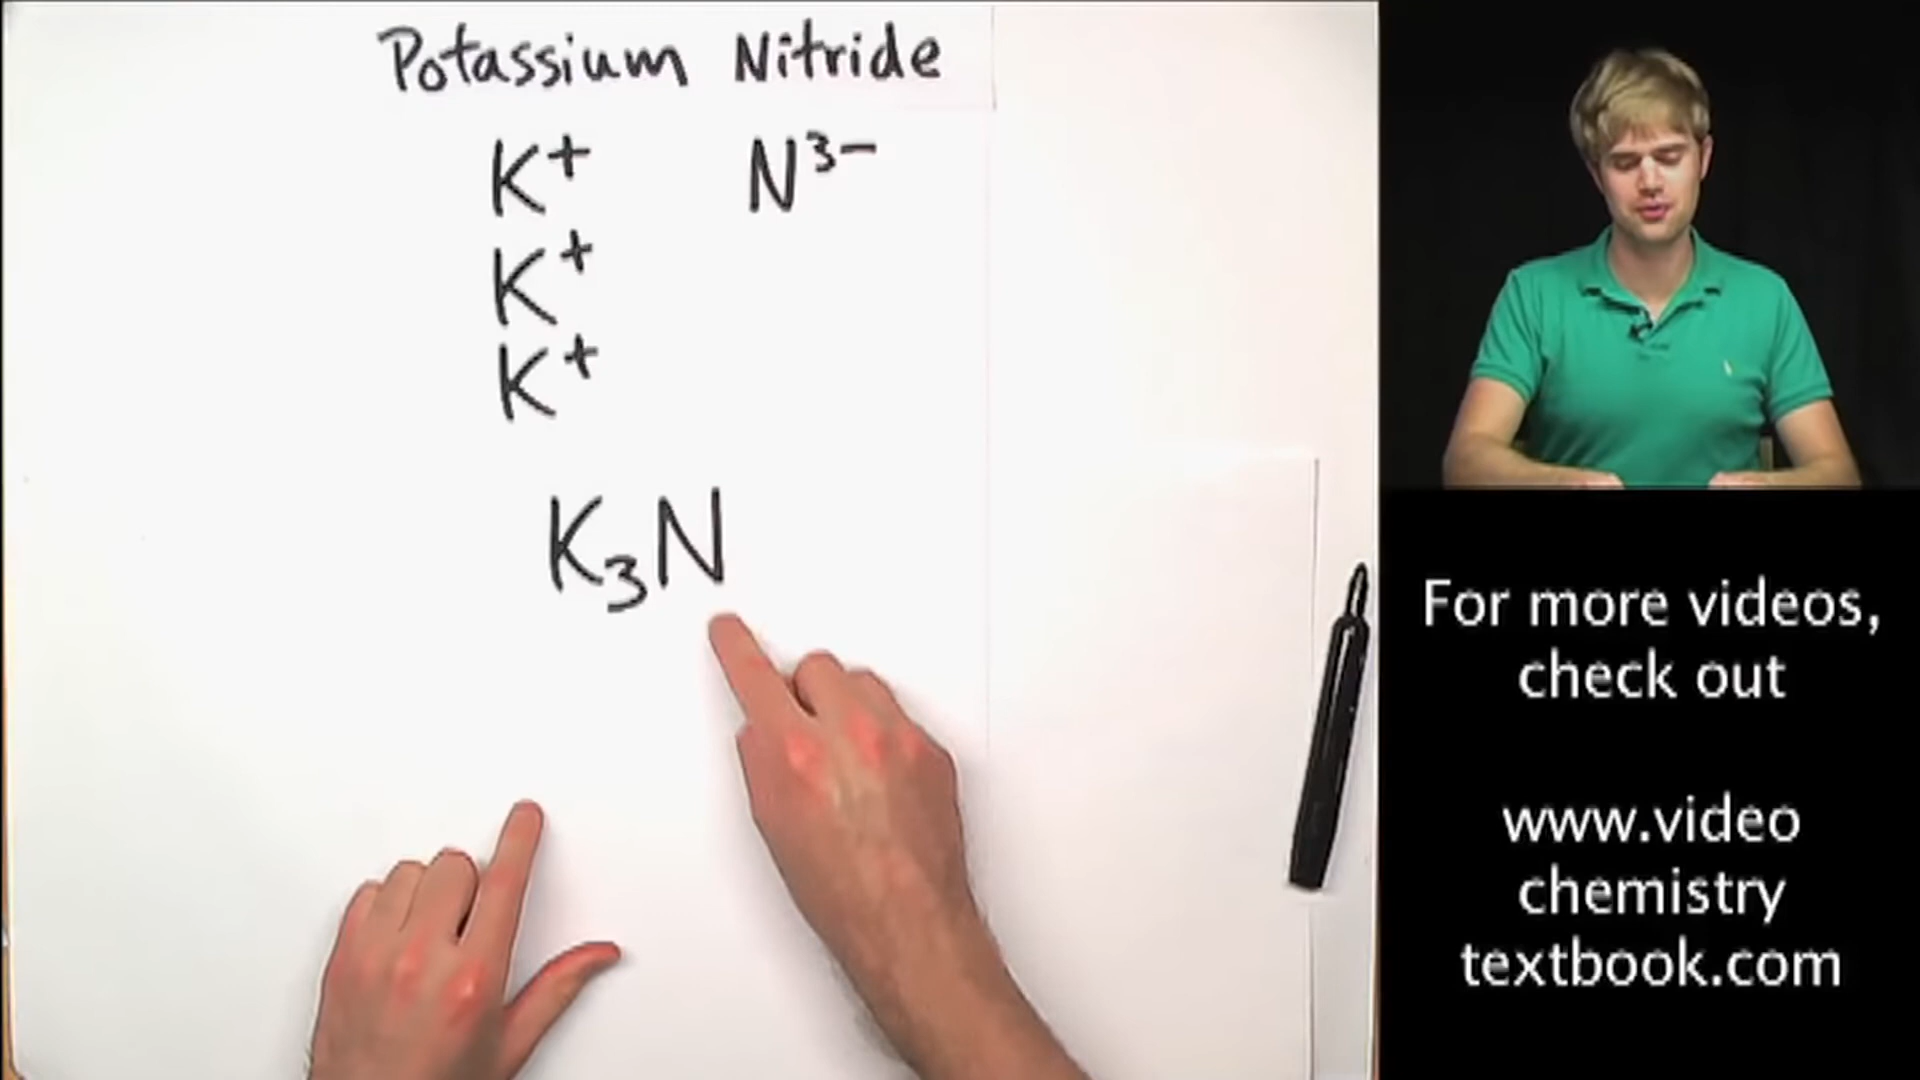 Potassium Nitride
K⁺ N³⁻
K⁺
K⁺
K₃N
For more videos,
check out
www.video
chemistry
textbook.com